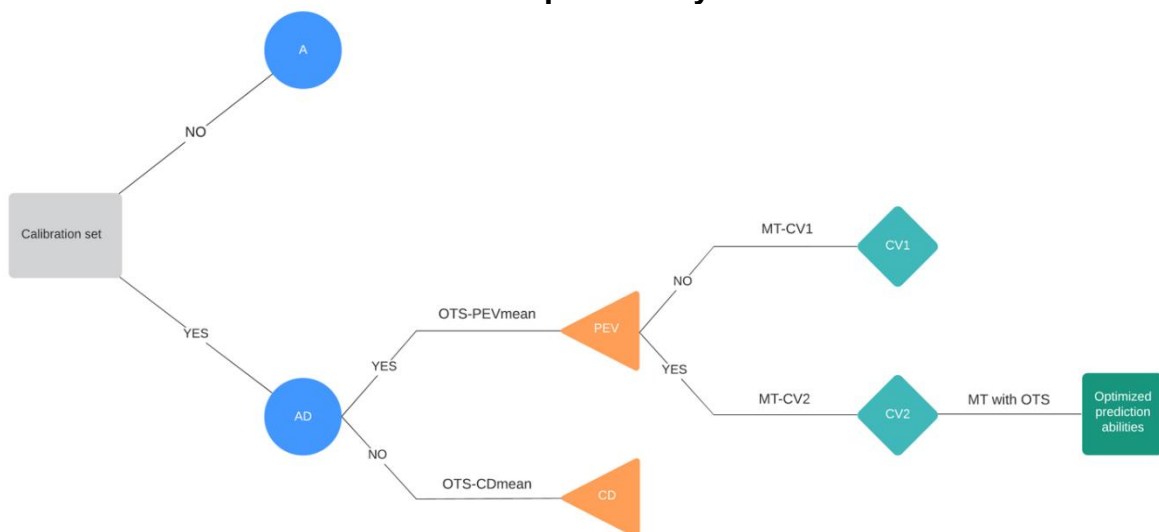 A
NO
Calibration set
YES
AD
OTS-PEVmean
YES
PEV
NO
OTS-CDmean
CD
MT-CV1
NO
CV1
YES
MT-CV2
CV2
MT with OTS
Optimized
prediction
abilities